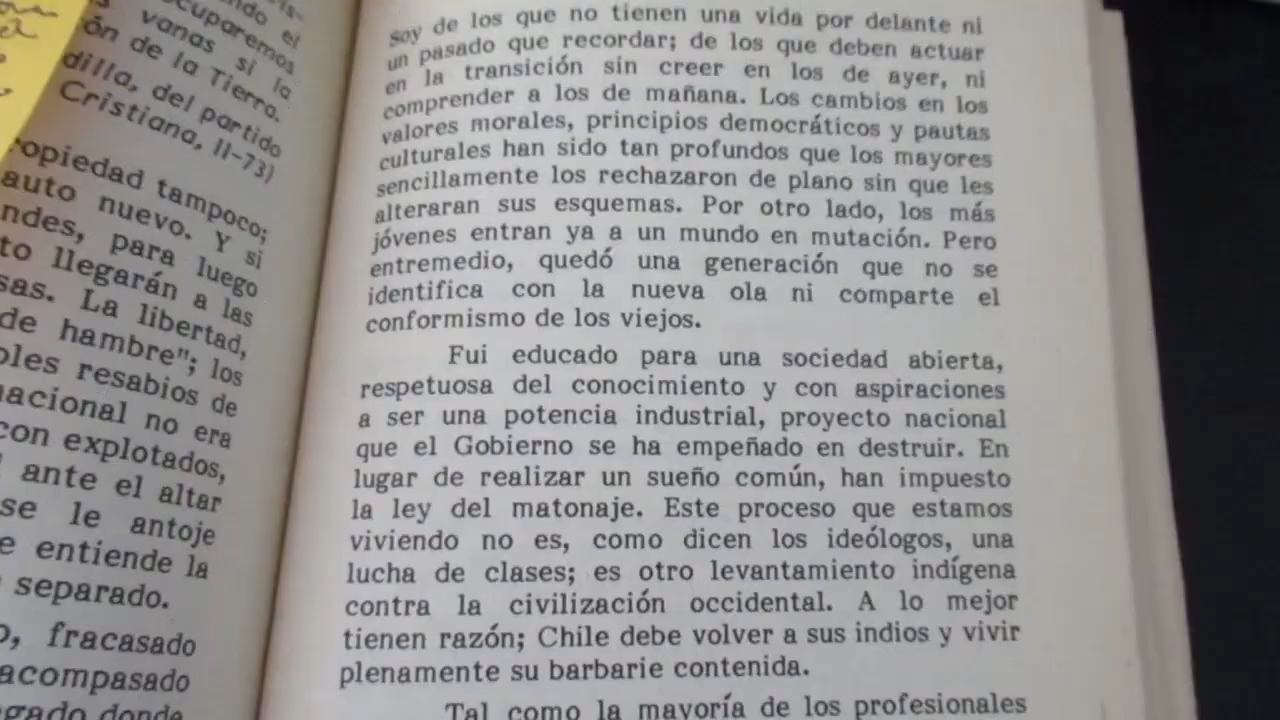 el
cuparemos
vanas si la
ón de la Tierra.
dilla, del partido
Cristiana, II-73)
ropiedad tampoco;
auto nuevo. Y si
ndes, para luego
to llegarán a las
sas. La libertad,
de hambre"; los
bles resabios de
nacional no era
con explotados,
ante el altar
se le antoje
e entiende la
separado.
o, fracasado
acompasado
gado donde
soy de los que no tienen una vida por delante ni
un pasado que recordar; de los que deben actuar
en la transición sin creer en los de ayer, ni
comprender a los de mañana. Los cambios en los
valores morales, principios democráticos y pautas
culturales han sido tan profundos que los mayores
sencillamente los rechazaron de plano sin que les
alteraran sus esquemas. Por otro lado, los más
jóvenes entran ya a un mundo en mutación. Pero
entremedio, quedó una generación que no se
identifica con la nueva ola ni comparte el
conformismo de los viejos.
Fui educado para una sociedad abierta,
respetuosa del conocimiento y con aspiraciones
a ser una potencia industrial, proyecto nacional
que el Gobierno se ha empeñado en destruir. En
lugar de realizar un sueño común, han impuesto
la ley del matonaje. Este proceso que estamos
viviendo no es, como dicen los ideólogos, una
lucha de clases; es otro levantamiento indígena
contra la civilización occidental. A lo mejor
tienen razón; Chile debe volver a sus indios y vivir
plenamente su barbarie contenida.
Tal como la mayoría de los profesionales